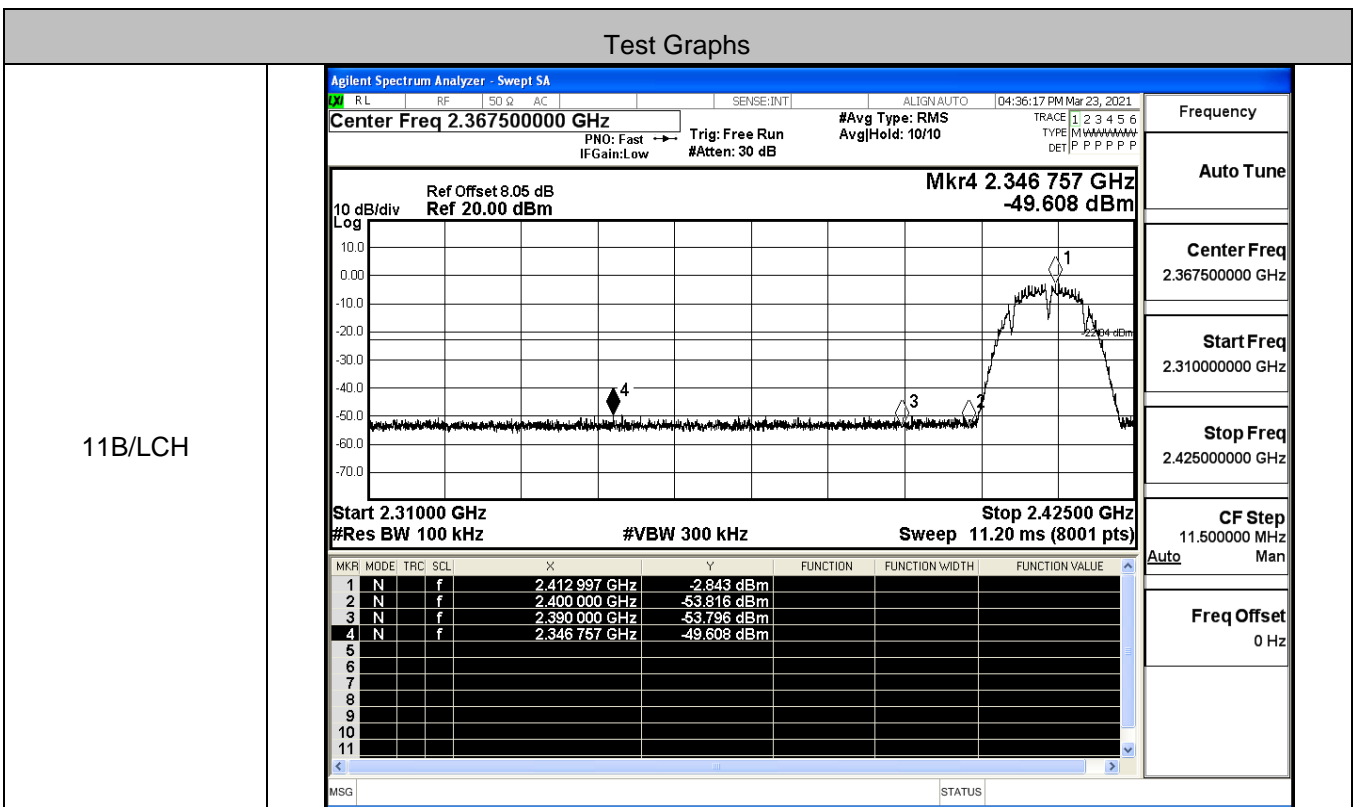 Test Graphs
11B/LCH
Agilent Spectrum Analyzer - Swept SA
LXI RL RF 50 Ω AC SENSE:INT ALIGNAUTO 04:36:17 PM Mar 23, 2021
Center Freq 2.367500000 GHz
PNO: Fast
IFGain:Low
Trig: Free Run
#Atten: 30 dB
#Avg Type: RMS
Avg|Hold: 10/10
TRACE 1 2 3 4 5 6
TYPE M
DET P P P P P P
Mkr4 2.346 757 GHz
-49.608 dBm
Ref Offset 8.05 dB
10 dB/div Ref 20.00 dBm
Log
10.0
0.00
-10.0
-20.0
-30.0
-40.0
-50.0
-60.0
-70.0
1
4
3
2
Start 2.31000 GHz Stop 2.42500 GHz
#Res BW 100 kHz #VBW 300 kHz Sweep 11.20 ms (8001 pts)
MKR MODE TRC SCL X Y FUNCTION FUNCTION WIDTH FUNCTION VALUE
1 N f 2.412 997 GHz -2.843 dBm
2 N f 2.400 000 GHz -53.816 dBm
3 N f 2.390 000 GHz -53.796 dBm
4 N f 2.346 757 GHz -49.608 dBm
5
6
7
8
9
10
11
MSG STATUS
Frequency
Auto Tune
Center Freq
2.367500000 GHz
Start Freq
2.310000000 GHz
Stop Freq
2.425000000 GHz
CF Step
11.500000 MHz
Auto Man
Freq Offset
0 Hz